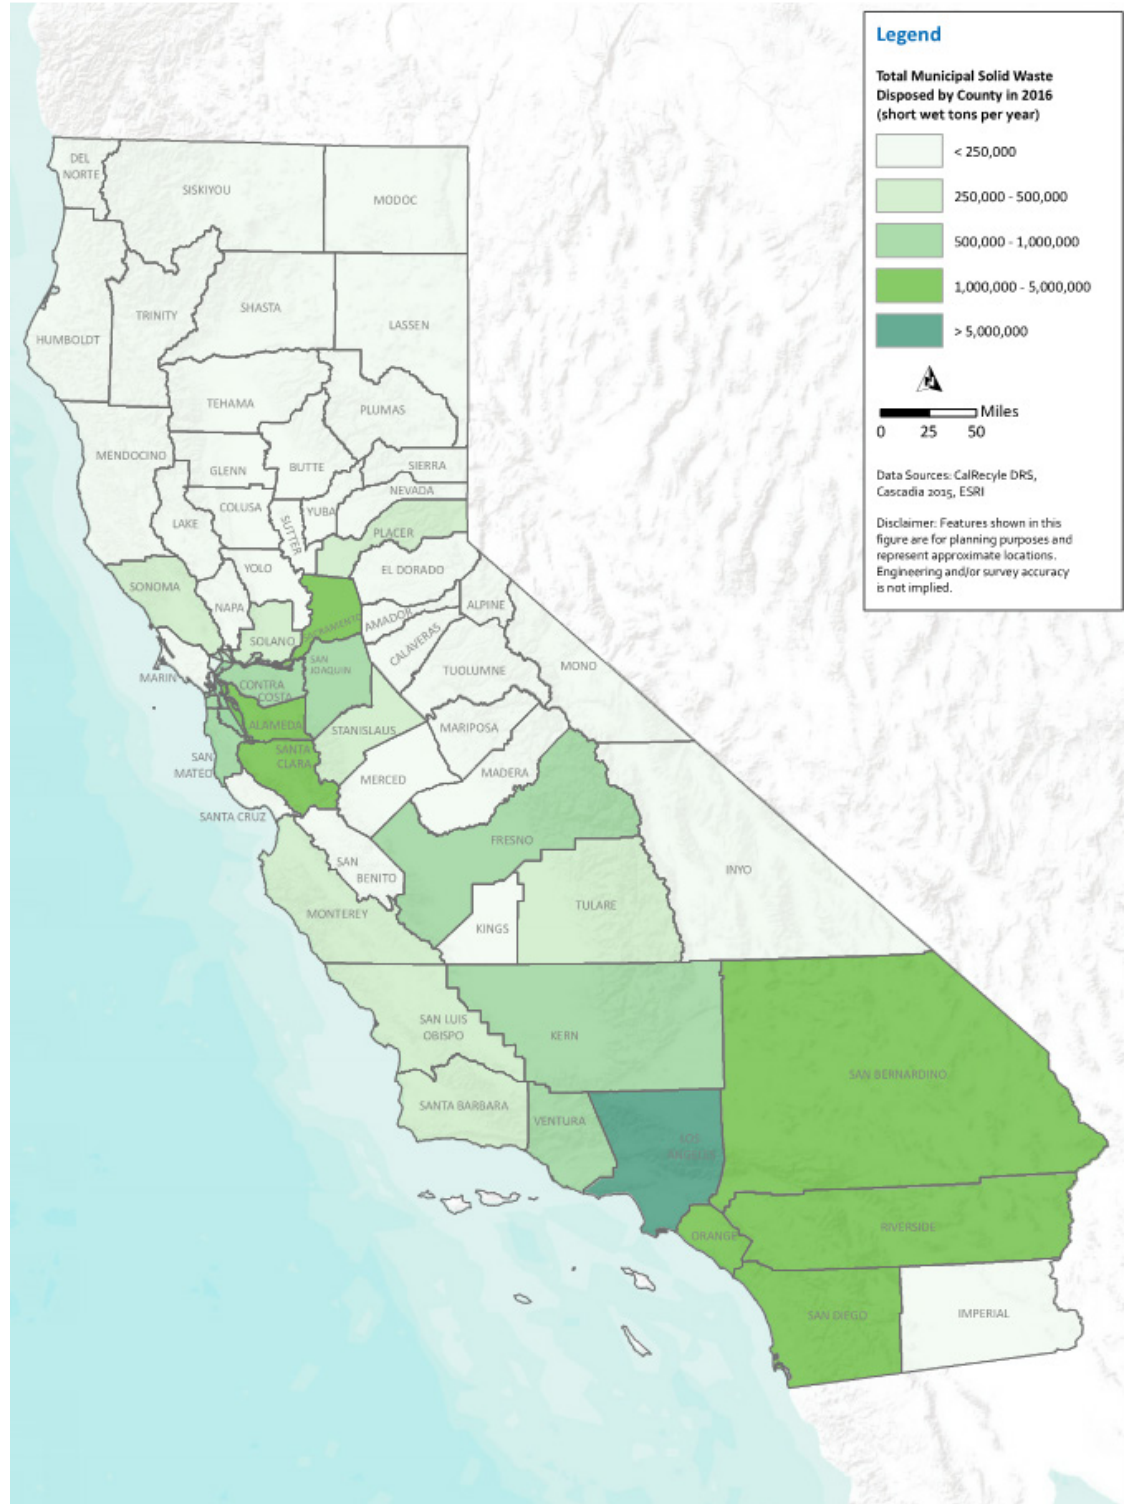 Legend
Total Municipal Solid Waste
Disposed by County in 2016
(short wet tons per year)
< 250,000
250,000 - 500,000
500,000 - 1,000,000
1,000,000 - 5,000,000
> 5,000,000
Miles
0 25 50
Data Sources: CalRecyle DRS,
Cascadia 2015, ESRI
Disclaimer: Features shown in this
figure are for planning purposes and
represent approximate locations.
Engineering and/or survey accuracy
is not implied.
DEL
NORTE
SISKIYOU
MODOC
HUMBOLDT
TRINITY
SHASTA
LASSEN
TEHAMA
PLUMAS
MENDOCINO
GLENN
BUTTE
SIERRA
NEVADA
COLUSA
LAKE
SUTTER
YUBA
PLACER
YOLO
EL DORADO
SONOMA
NAPA
SACRAMENTO
AMADOR
ALPINE
SOLANO
CALAVERAS
TUOLUMNE
MONO
MARIN
SAN
JOAQUIN
CONTRA
COSTA
ALAMEDA
STANISLAUS
MARIPOSA
SAN
MATEO
SANTA
CLARA
MERCED
MADERA
SANTA CRUZ
FRESNO
SAN
BENITO
INYO
MONTEREY
KINGS
TULARE
SAN LUIS
OBISPO
KERN
SAN BERNARDINO
SANTA BARBARA
VENTURA
LOS
ANGELES
ORANGE
RIVERSIDE
SAN DIEGO
IMPERIAL